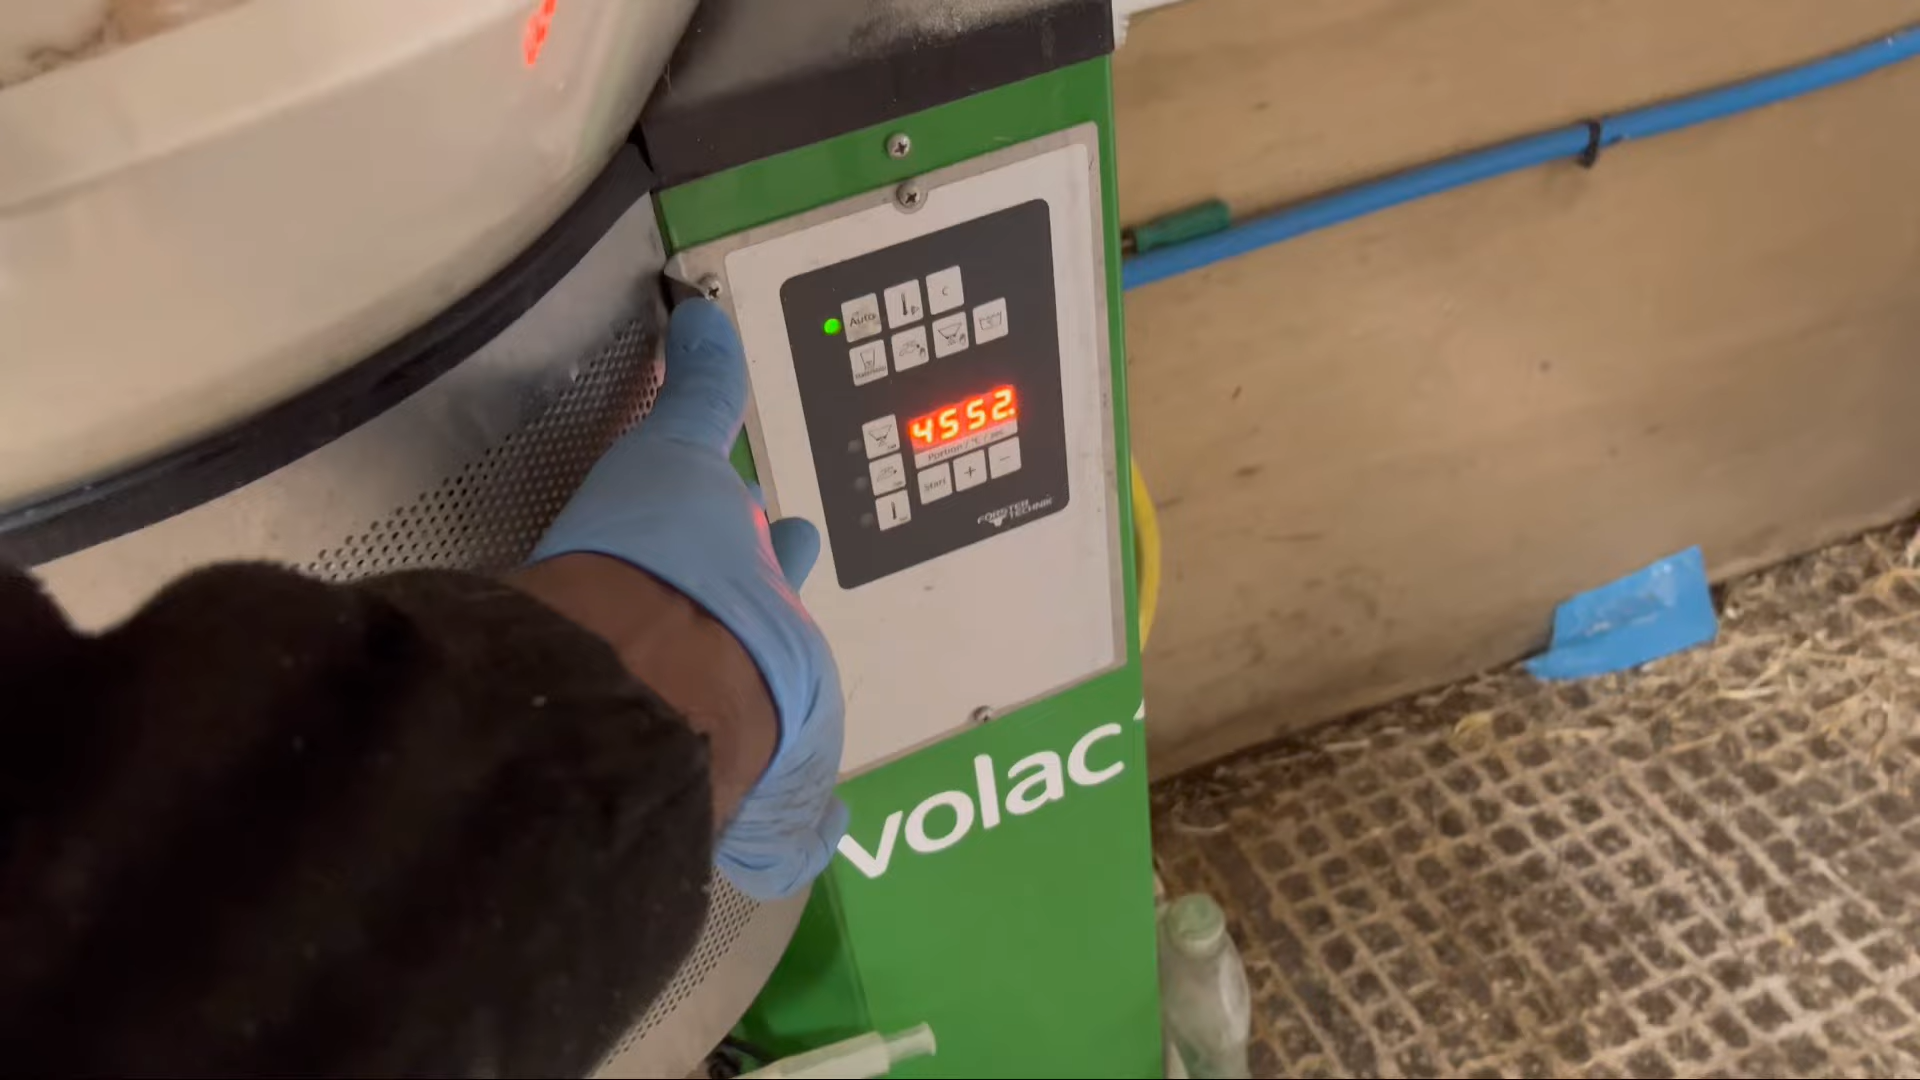 Auto
C
4552.
Portion / °C / sec.
Start
+
-
FÖRSTER
TECHNIK
volac